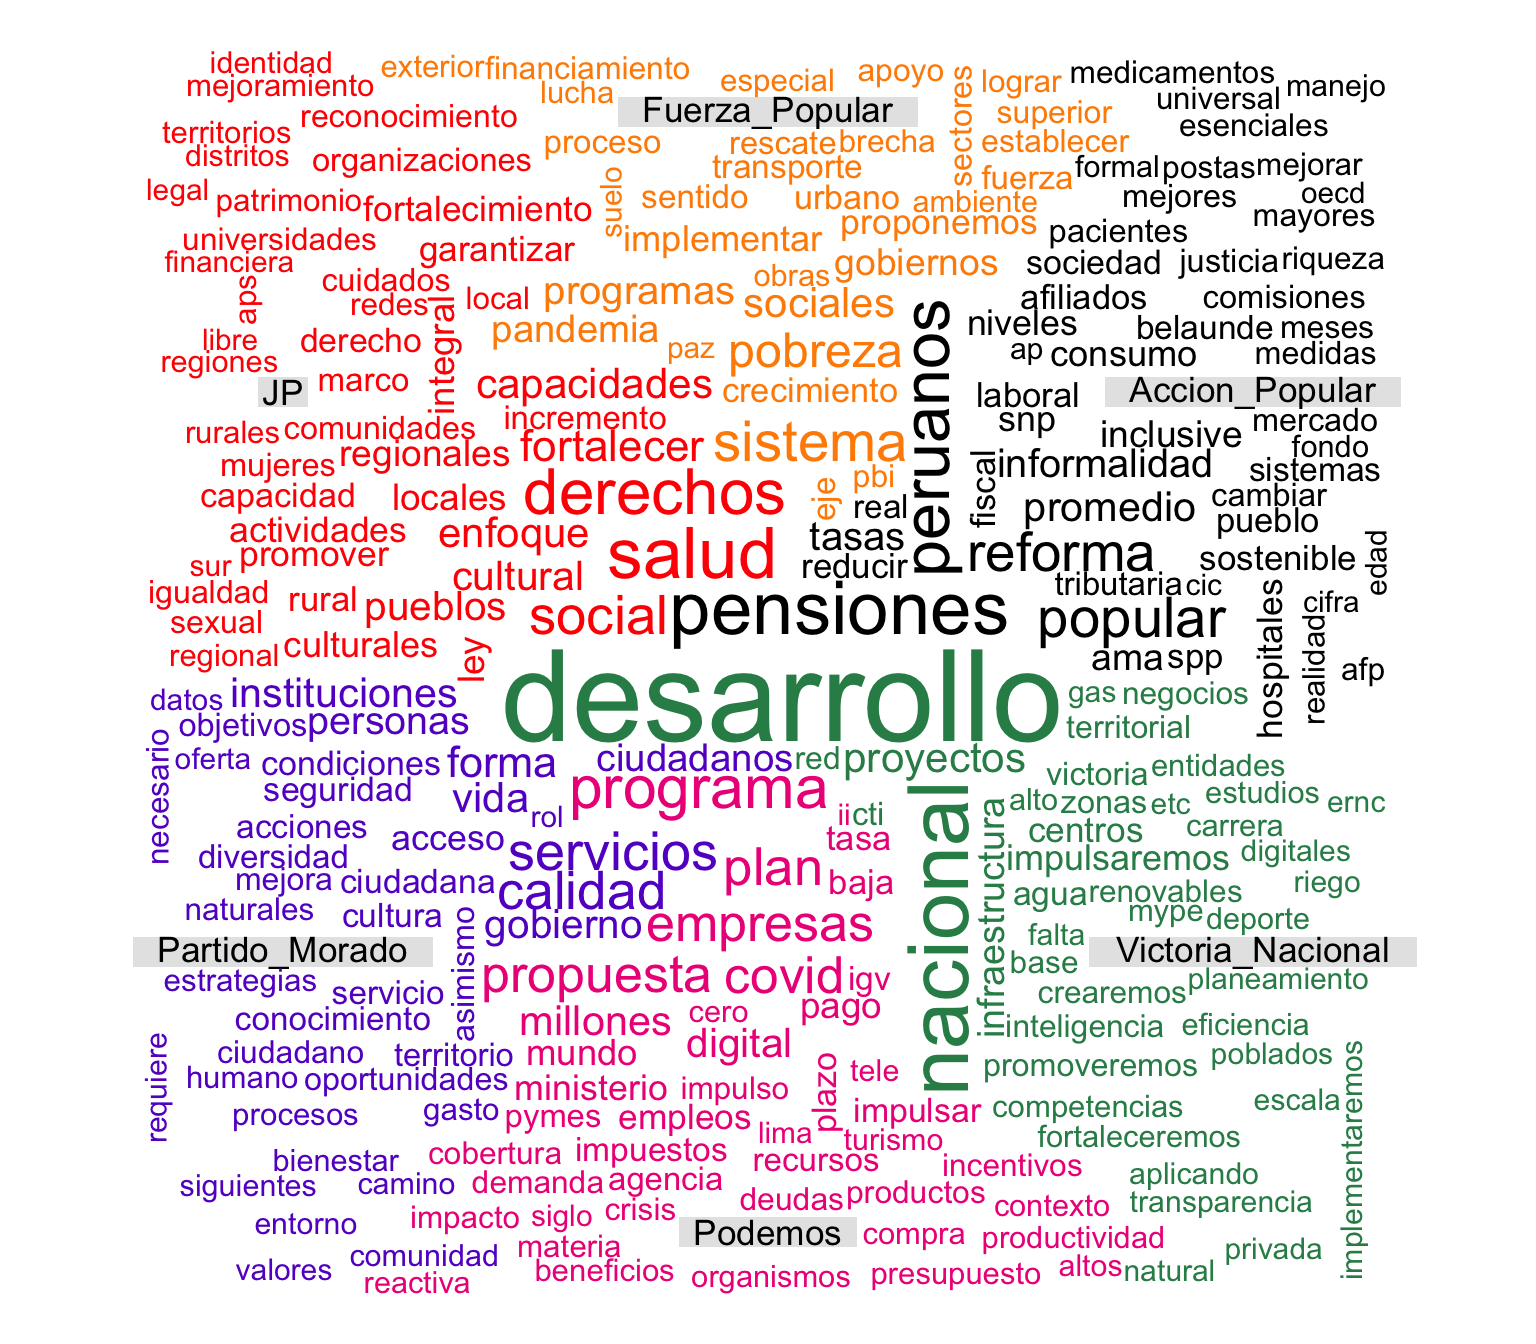 identidad exterior financiamiento especial apoyo sectores lograr medicamentos manejo
mejoramiento lucha universal
reconocimiento Fuerza_Popular superior esenciales
territorios proceso rescate brecha establecer
distritos organizaciones transporte formal postas mejorar
legal patrimonio fortalecimiento suelo sentido urbano ambiente fuerza mejores oecd
universidades garantizar implementar proponemos pacientes mayores
financiera cuidados obras gobiernos sociedad justicia riqueza
aps redes local programas sociales afiliados comisiones
libre derecho integral pandemia paz pobreza peruanos niveles belaunde meses
regiones ap consumo medidas
JP marco capacidades crecimiento laboral Accion_Popular
rurales comunidades incremento snp inclusive mercado
mujeres regionales fortalecer sistema fiscal informalidad fondo
capacidad locales derechos eje pbi sistemas
actividades enfoque real promedio cambiar
promover salud tasas reforma pueblo
sur cultural reducir sostenible edad
igualdad rural pueblos social pensiones tributaria cic hospitales cifra
sexual popular realidad
regional culturales ley ama spp afp
datos instituciones desarrollo gas negocios
objetivos personas territorial
necesario oferta condiciones forma ciudadanos red proyectos victoria entidades
seguridad vida programa nacional infraestructura alto zonas etc estudios ernc
acciones acceso rol ii cti centros carrera
diversidad servicios tasa impulsaremos digitales
mejora ciudadana calidad plan baja agua renovables riego
naturales cultura asimismo gobierno empresas mype deporte
Partido_Morado falta Victoria_Nacional
estrategias servicio propuesta covid igv base planeamiento
conocimiento millones cero pago crearemos
ciudadano territorio mundo digital inteligencia eficiencia
requiere humano oportunidades ministerio impulso plazo tele promoveremos poblados implementaremos
procesos gasto pymes empleos impulsar competencias escala
bienestar cobertura impuestos lima turismo fortaleceremos
siguientes camino demanda agencia recursos incentivos aplicando
entorno impacto siglo crisis deudas productos contexto transparencia
comunidad materia Podemos compra productividad privada
valores reactiva beneficios organismos presupuesto altos natural